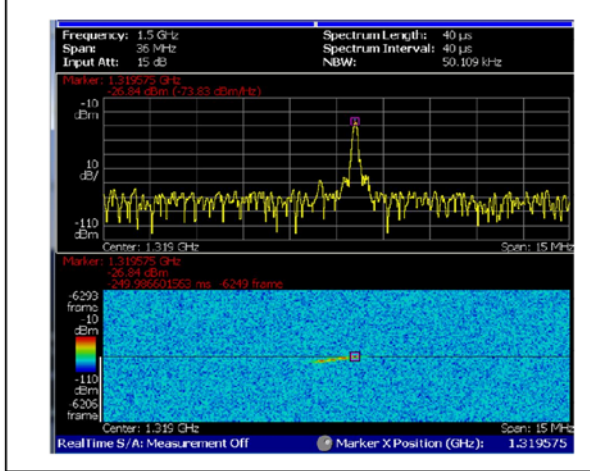 Frequency: 1.5 GHz Spectrum Length: 40 µs
Span: 36 MHz Spectrum Interval: 40 µs
Input Att: 15 dB NBW: 50.109 kHz
Marker: 1.319575 GHz
-26.84 dBm (-73.83 dBm/Hz)
-10
dBm
10
dB/
-110
dBm
Center: 1.319 GHz Span: 15 MHz
Marker: 1.319575 GHz
-26.84 dBm
-249.986601563 ms -6249 frame
-6293
frame
-10
dBm
-110
dBm
-6206
frame
Center: 1.319 GHz Span: 15 MHz
RealTime S/A: Measurement Off Marker X Position (GHz): 1.319575